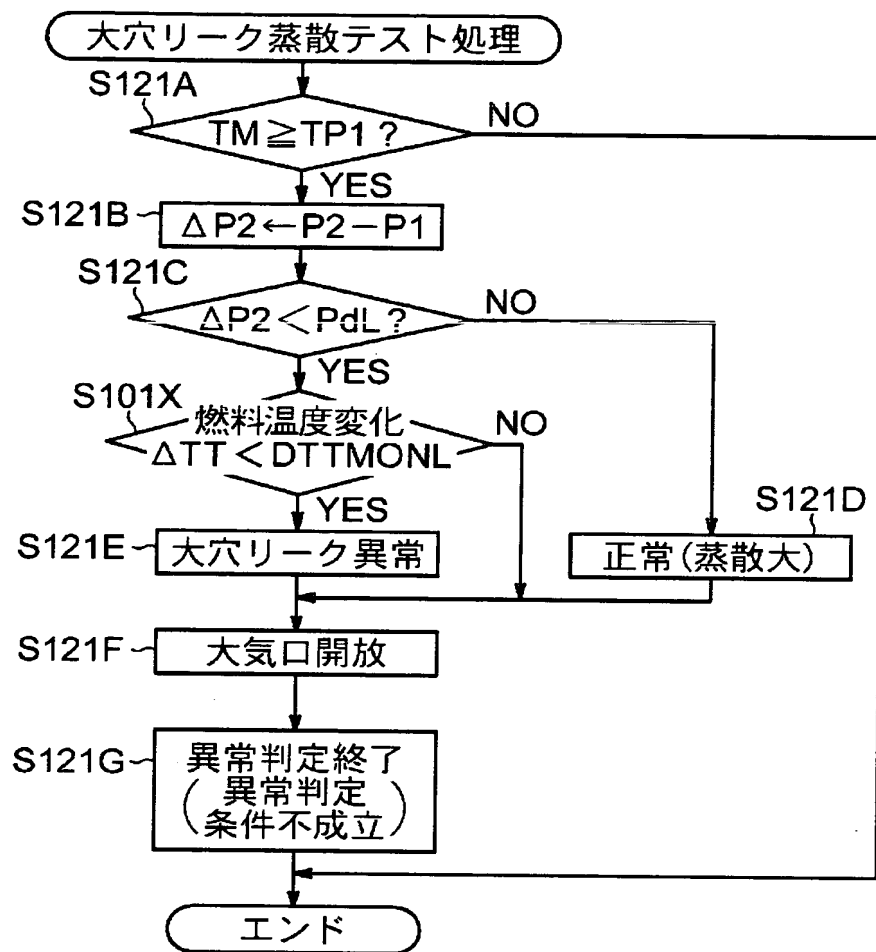 大穴リーク蒸散テスト処理
S121A
TM≧TP1?
NO
YES
S121B
ΔP2←P2−P1
S121C
ΔP2<PdL?
NO
YES
S101X
燃料温度変化
ΔTT<DTTMONL
NO
YES
S121D
S121E
大穴リーク異常
正常(蒸散大)
S121F
大気口開放
S121G
異常判定終了
(異常判定
条件不成立)
エンド